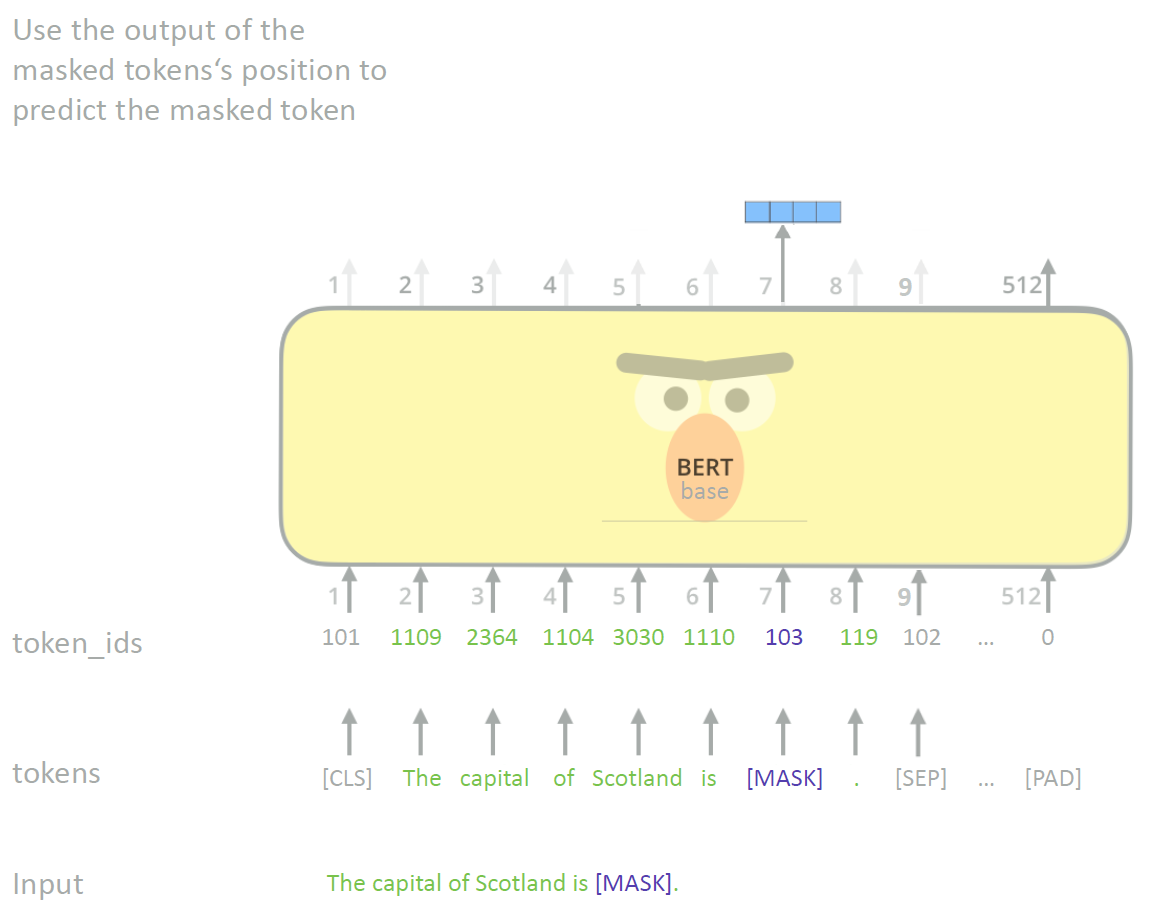 Use the output of the
masked tokens‘s position to
predict the masked token
1 2 3 4 5 6 7 8 9 512
BERT
base
1 2 3 4 5 6 7 8 9 512
token_ids 101 1109 2364 1104 3030 1110 103 119 102 ... 0
tokens [CLS] The capital of Scotland is [MASK] . [SEP] ... [PAD]
Input The capital of Scotland is [MASK].